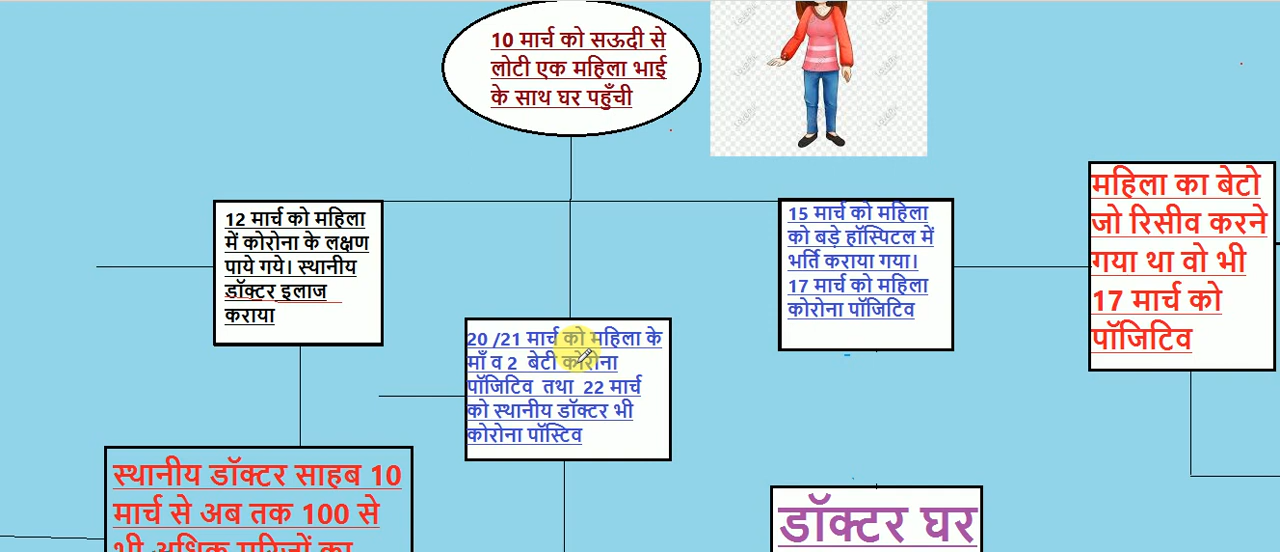 10 मार्च को सऊदी से
लोटी एक महिला भाई
के साथ घर पहुँची
12 मार्च को महिला
में कोरोना के लक्षण
पाये गये। स्थानीय
डॉक्टर इलाज
कराया
15 मार्च को महिला
को बड़े हॉस्पिटल में
भर्ति कराया गया।
17 मार्च को महिला
कोरोना पॉजिटिव
महिला का बेटो
जो रिसीव करने
गया था वो भी
17 मार्च को
पॉजिटिव
20 /21 मार्च को महिला के
माँ व 2 बेटी कोरोना
पॉजिटिव तथा 22 मार्च
को स्थानीय डॉक्टर भी
कोरोना पॉस्टिव
स्थानीय डॉक्टर साहब 10
मार्च से अब तक 100 से
भी अधिक मरिजों का
डॉक्टर घर